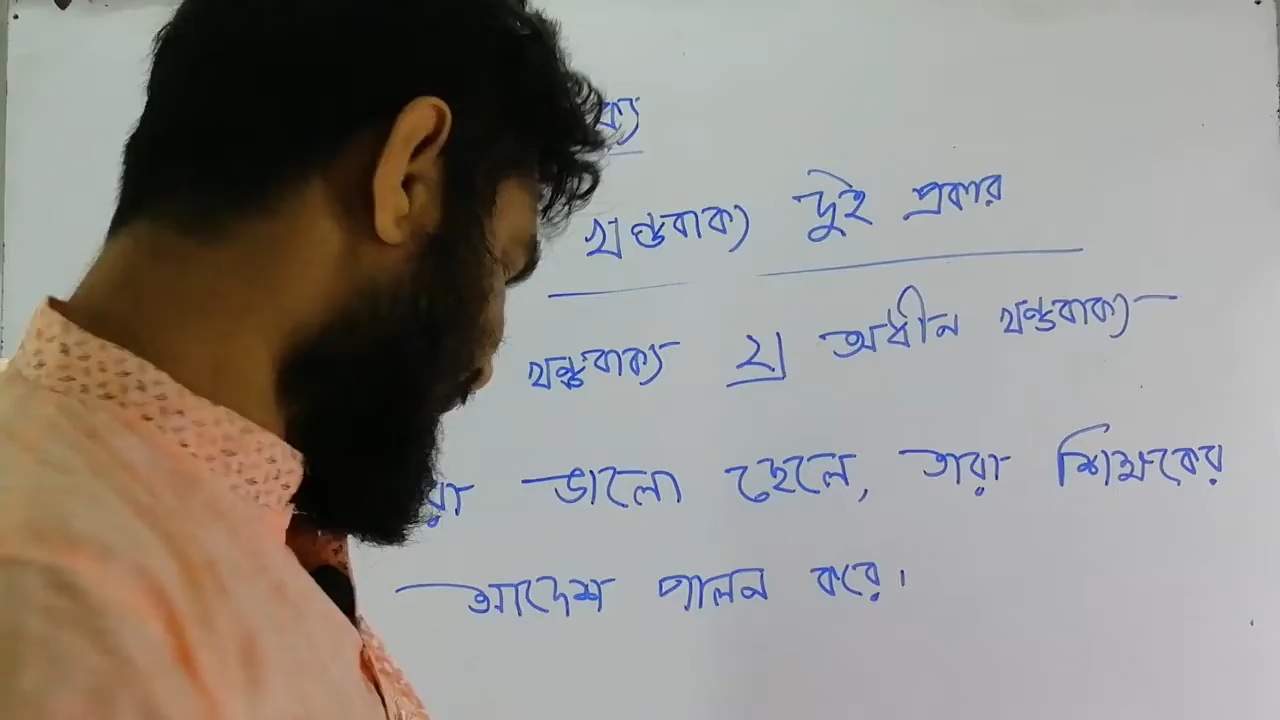 খণ্ডবাক্য দুই প্রকার
খণ্ডবাক্য ২। অধীন খণ্ডবাক্য
ভালো ছেলে, তারা শিক্ষকের
আদেশ পালন করে।